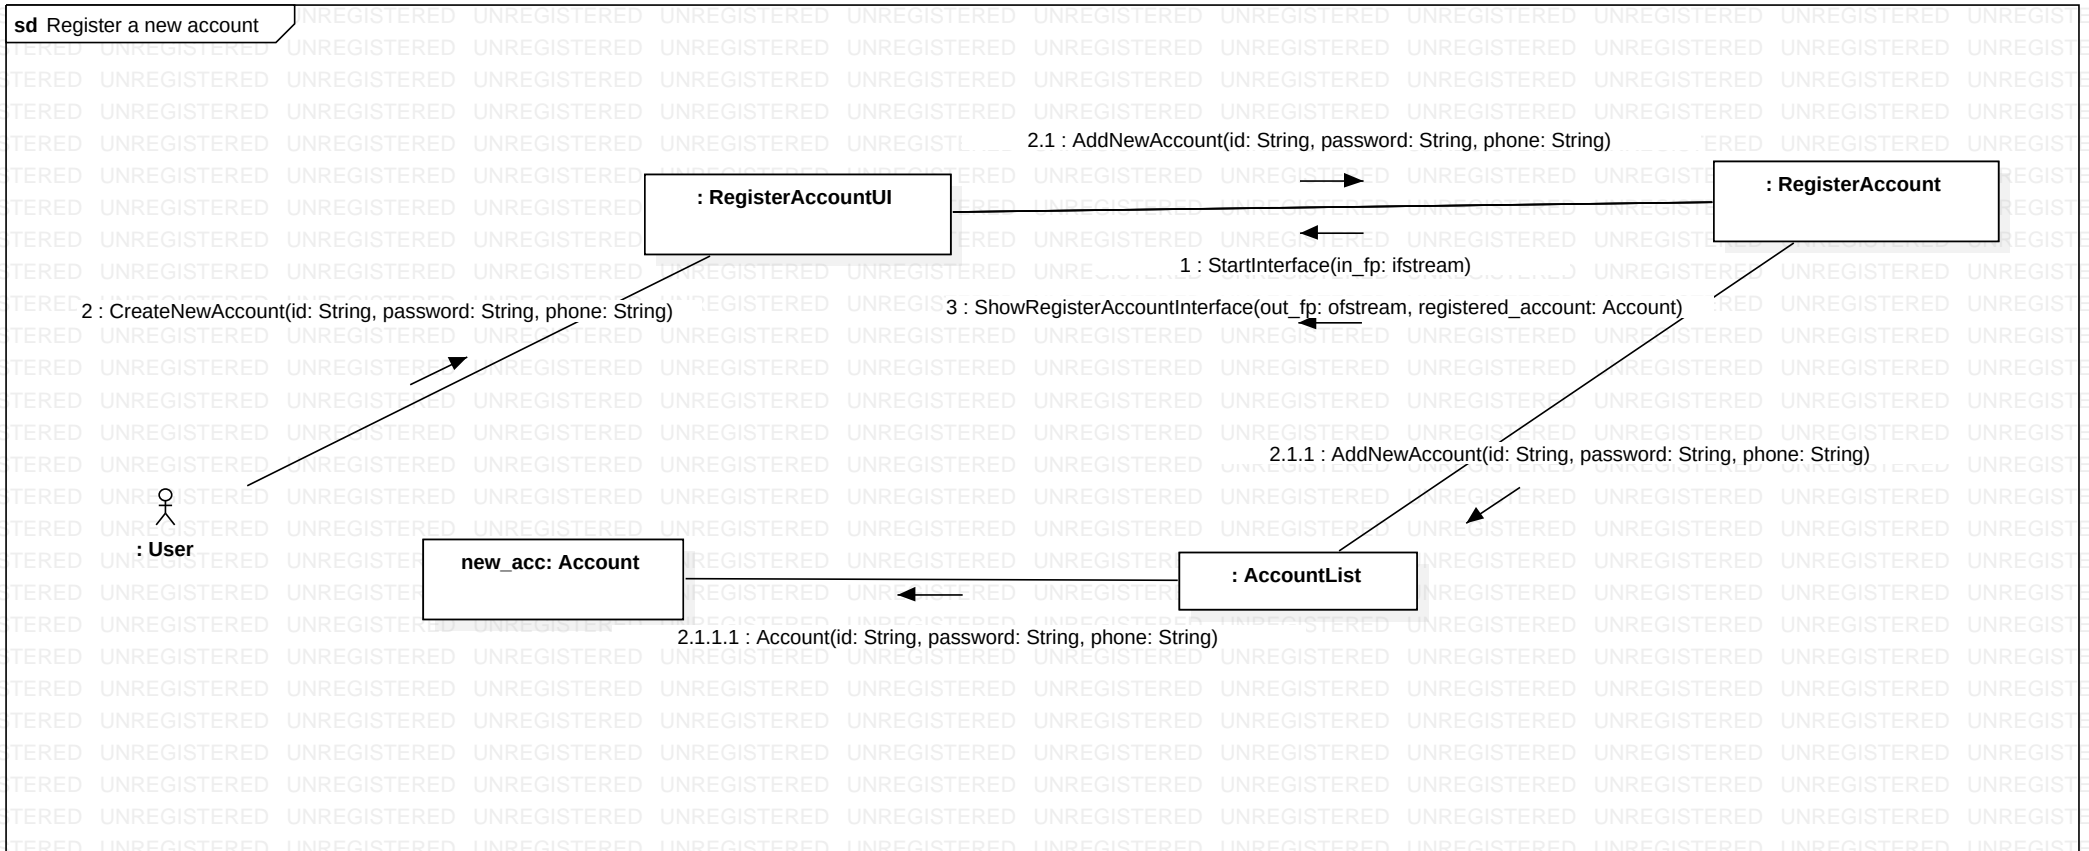 sd Register a new account
2.1 : AddNewAccount(id: String, password: String, phone: String)
: RegisterAccountUI
: RegisterAccount
1 : StartInterface(in_fp: ifstream)
2 : CreateNewAccount(id: String, password: String, phone: String)
3 : ShowRegisterAccountInterface(out_fp: ofstream, registered_account: Account)
2.1.1 : AddNewAccount(id: String, password: String, phone: String)
: User
new_acc: Account
: AccountList
2.1.1.1 : Account(id: String, password: String, phone: String)
UNREGISTERED